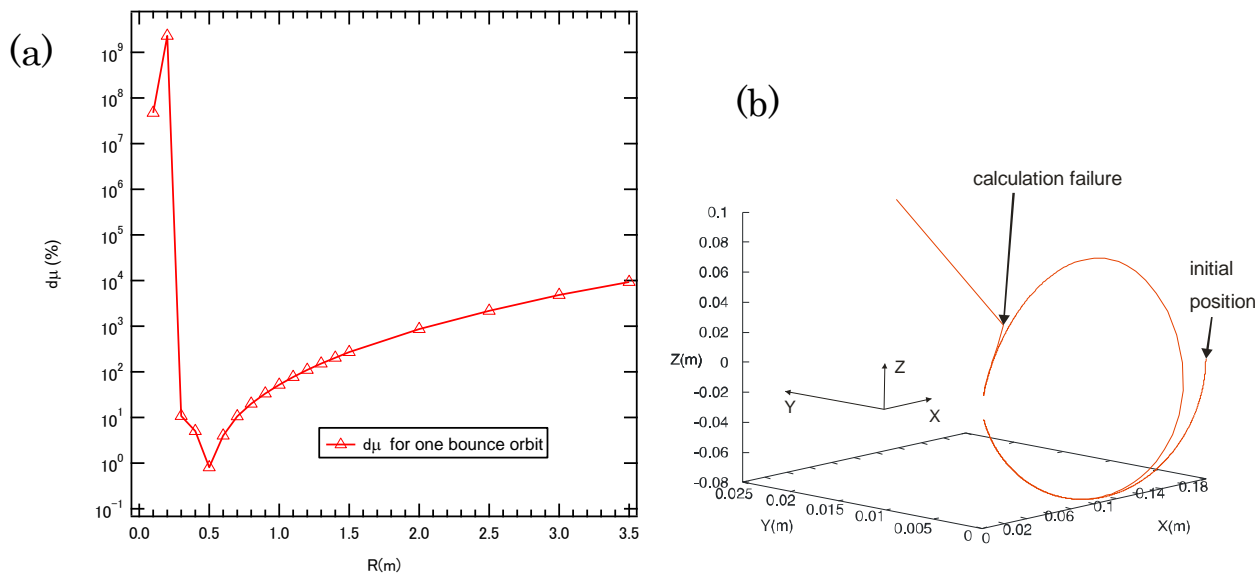 (a)
0.0 0.5 1.0 1.5 2.0 2.5 3.0 3.5
10⁹
10⁸
10⁷
10⁶
10⁵
10⁴
10³
10²
10¹
10⁰
10⁻¹
dμ (%)
R(m)
dμ for one bounce orbit
(b)
calculation failure
initial
position
0.1
0.08
0.06
0.04
0.02
0
-0.02
-0.04
-0.06
-0.08
Z(m)
Z
Y
X
0.025
0.02
0.015
0.01
0.005
0
Y(m)
0
0.02
0.06
0.1
0.14
0.18
X(m)